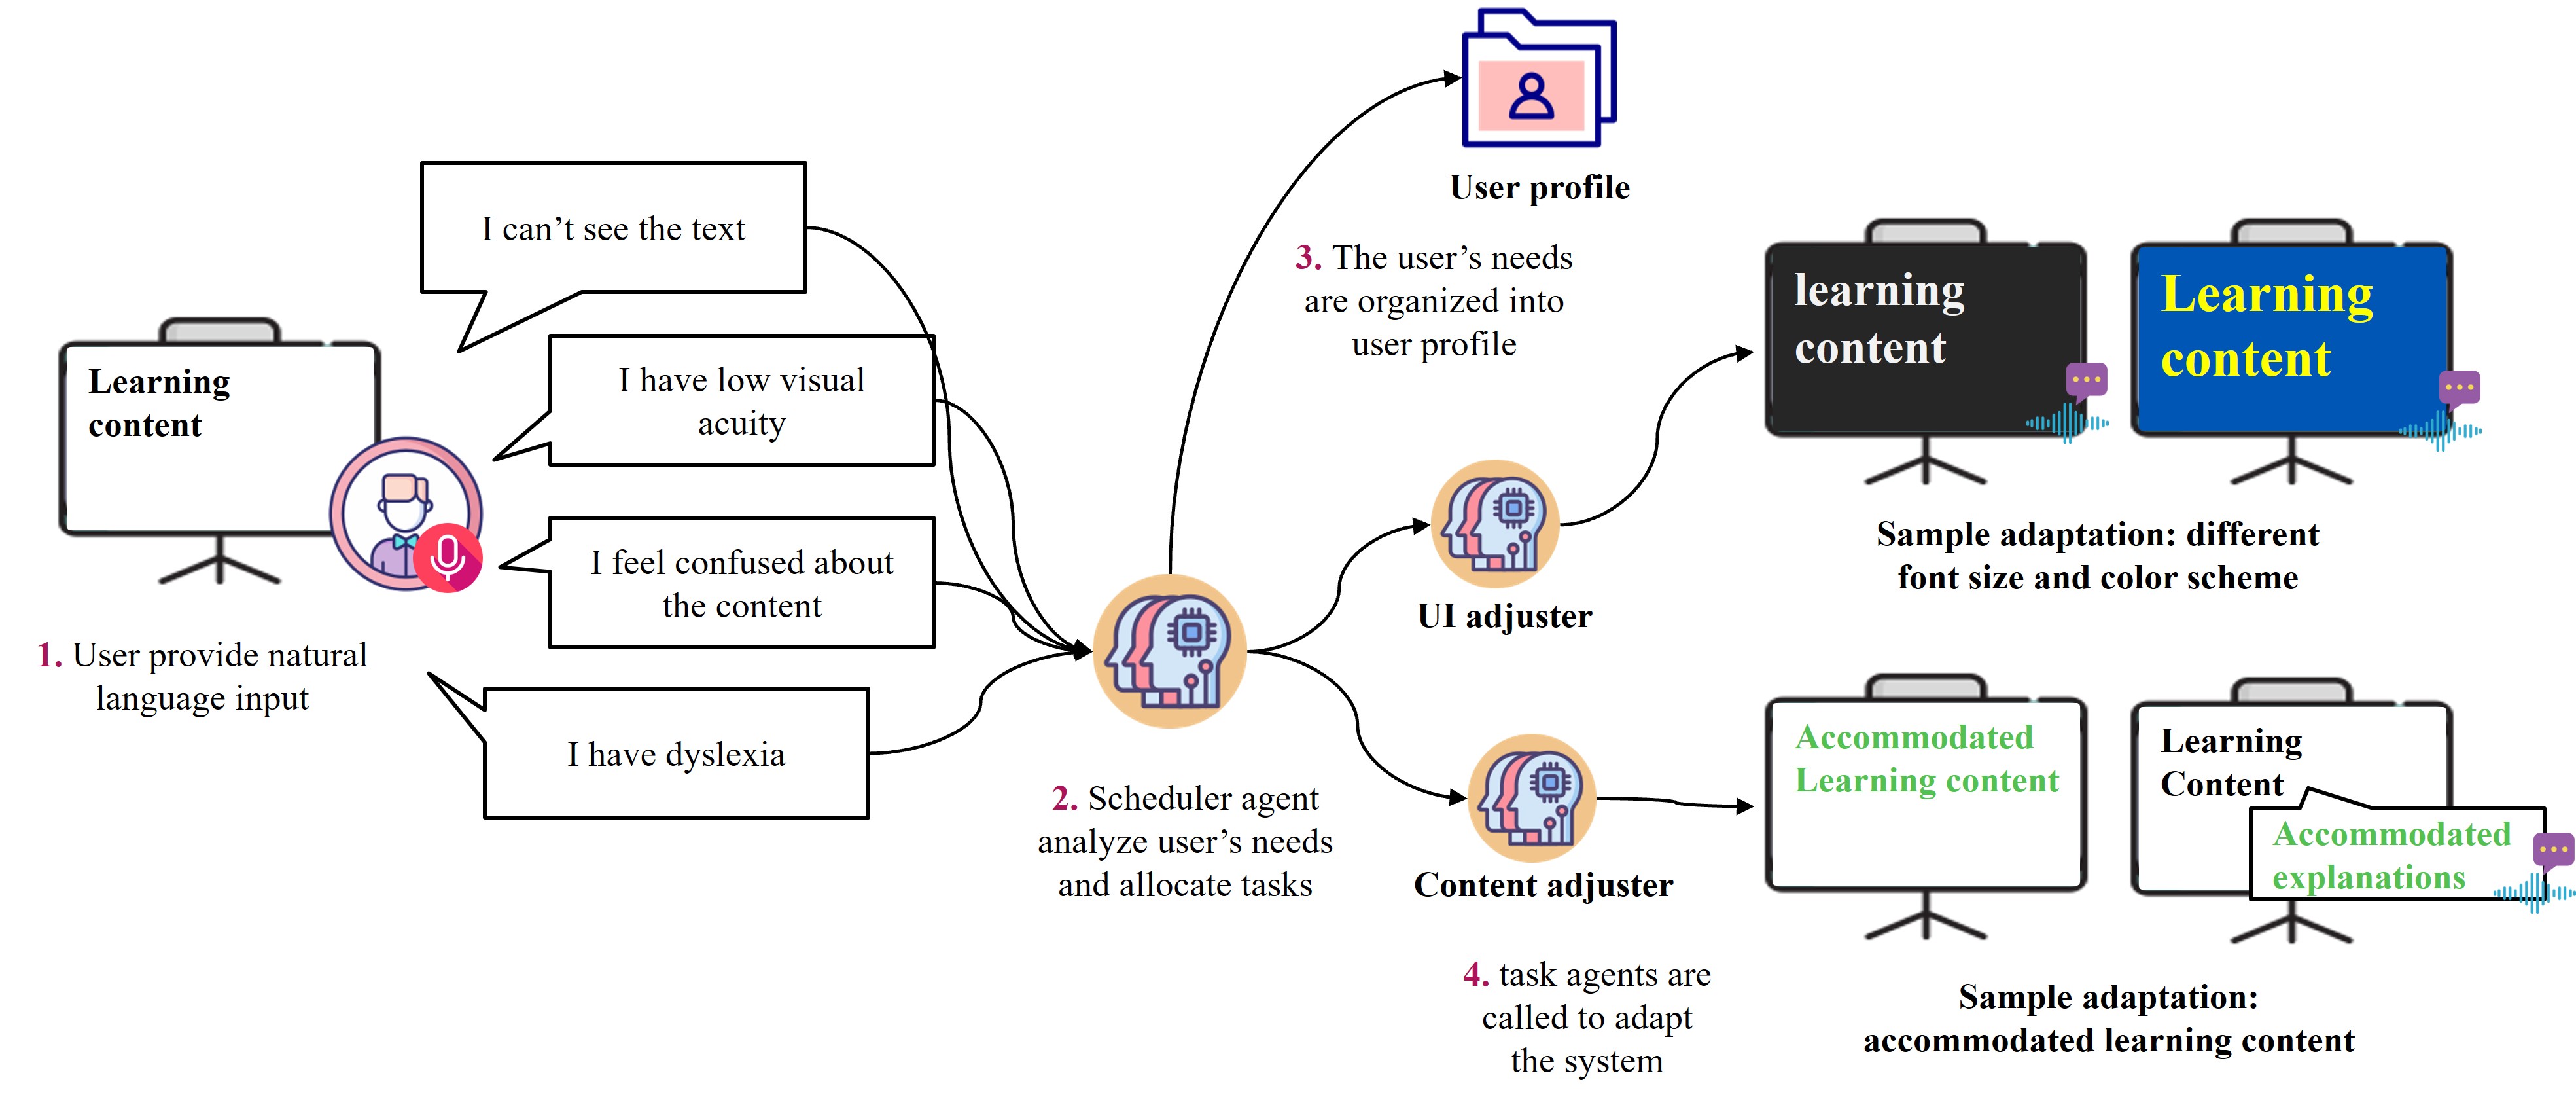 Learning
content
1. User provide natural
language input
I can't see the text
I have low visual
acuity
I feel confused about
the content
I have dyslexia
2. Scheduler agent
analyze user's needs
and allocate tasks
User profile
3. The user's needs
are organized into
user profile
UI adjuster
Content adjuster
4. task agents are
called to adapt
the system
learning
content
Learning
content
Sample adaptation: different
font size and color scheme
Accommodated
Learning content
Learning
Content
Accommodated
explanations
Sample adaptation:
accommodated learning content